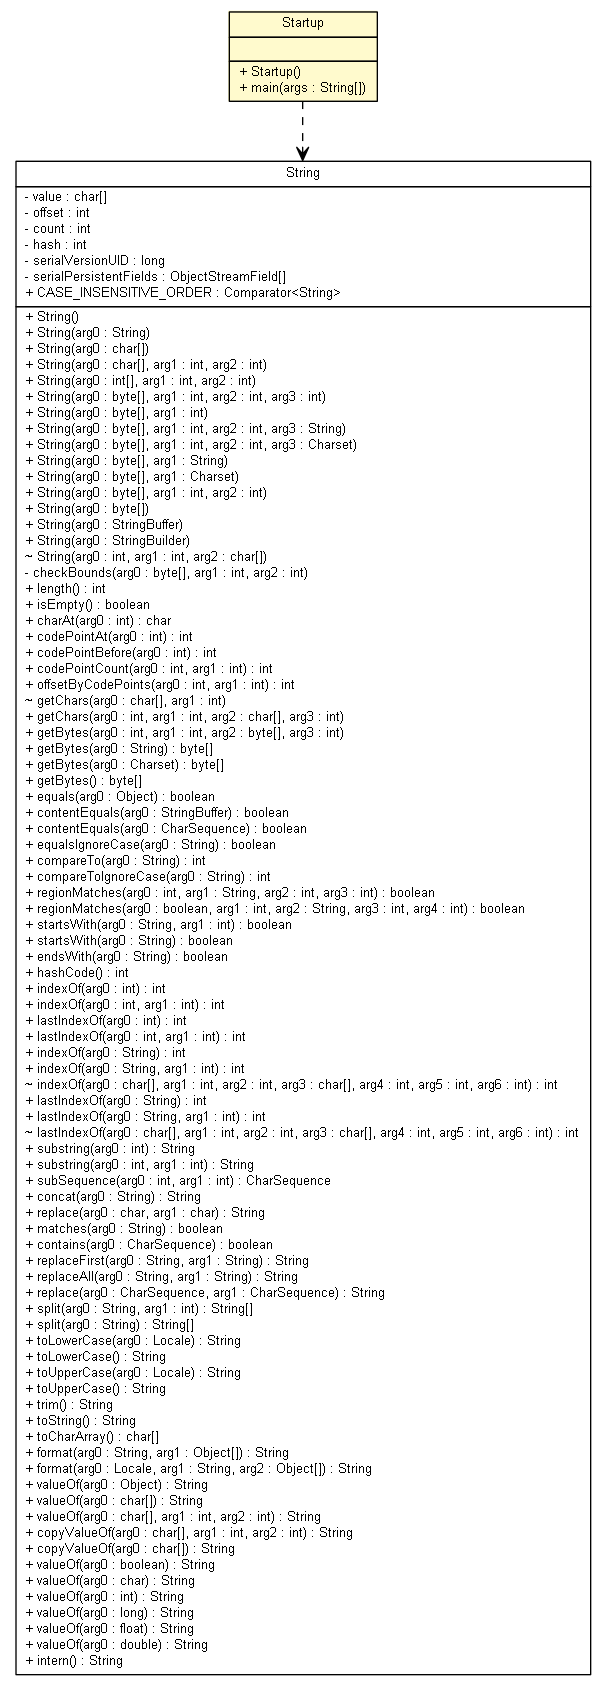 Startup
+ Startup()
+ main(args : String[])
String
- value : char[]
- offset : int
- count : int
- hash : int
- serialVersionUID : long
- serialPersistentFields : ObjectStreamField[]
+ CASE_INSENSITIVE_ORDER : Comparator<String>
+ String()
+ String(arg0 : String)
+ String(arg0 : char[])
+ String(arg0 : char[], arg1 : int, arg2 : int)
+ String(arg0 : int[], arg1 : int, arg2 : int)
+ String(arg0 : byte[], arg1 : int, arg2 : int, arg3 : int)
+ String(arg0 : byte[], arg1 : int)
+ String(arg0 : byte[], arg1 : int, arg2 : int, arg3 : String)
+ String(arg0 : byte[], arg1 : int, arg2 : int, arg3 : Charset)
+ String(arg0 : byte[], arg1 : String)
+ String(arg0 : byte[], arg1 : Charset)
+ String(arg0 : byte[], arg1 : int, arg2 : int)
+ String(arg0 : byte[])
+ String(arg0 : StringBuffer)
+ String(arg0 : StringBuilder)
~ String(arg0 : int, arg1 : int, arg2 : char[])
- checkBounds(arg0 : byte[], arg1 : int, arg2 : int)
+ length() : int
+ isEmpty() : boolean
+ charAt(arg0 : int) : char
+ codePointAt(arg0 : int) : int
+ codePointBefore(arg0 : int) : int
+ codePointCount(arg0 : int, arg1 : int) : int
+ offsetByCodePoints(arg0 : int, arg1 : int) : int
~ getChars(arg0 : char[], arg1 : int)
+ getChars(arg0 : int, arg1 : int, arg2 : char[], arg3 : int)
+ getBytes(arg0 : int, arg1 : int, arg2 : byte[], arg3 : int)
+ getBytes(arg0 : String) : byte[]
+ getBytes(arg0 : Charset) : byte[]
+ getBytes() : byte[]
+ equals(arg0 : Object) : boolean
+ contentEquals(arg0 : StringBuffer) : boolean
+ contentEquals(arg0 : CharSequence) : boolean
+ equalsIgnoreCase(arg0 : String) : boolean
+ compareTo(arg0 : String) : int
+ compareToIgnoreCase(arg0 : String) : int
+ regionMatches(arg0 : int, arg1 : String, arg2 : int, arg3 : int) : boolean
+ regionMatches(arg0 : boolean, arg1 : int, arg2 : String, arg3 : int, arg4 : int) : boolean
+ startsWith(arg0 : String, arg1 : int) : boolean
+ startsWith(arg0 : String) : boolean
+ endsWith(arg0 : String) : boolean
+ hashCode() : int
+ indexOf(arg0 : int) : int
+ indexOf(arg0 : int, arg1 : int) : int
+ lastIndexOf(arg0 : int) : int
+ lastIndexOf(arg0 : int, arg1 : int) : int
+ indexOf(arg0 : String) : int
+ indexOf(arg0 : String, arg1 : int) : int
~ indexOf(arg0 : char[], arg1 : int, arg2 : int, arg3 : char[], arg4 : int, arg5 : int, arg6 : int) : int
+ lastIndexOf(arg0 : String) : int
+ lastIndexOf(arg0 : String, arg1 : int) : int
~ lastIndexOf(arg0 : char[], arg1 : int, arg2 : int, arg3 : char[], arg4 : int, arg5 : int, arg6 : int) : int
+ substring(arg0 : int) : String
+ substring(arg0 : int, arg1 : int) : String
+ subSequence(arg0 : int, arg1 : int) : CharSequence
+ concat(arg0 : String) : String
+ replace(arg0 : char, arg1 : char) : String
+ matches(arg0 : String) : boolean
+ contains(arg0 : CharSequence) : boolean
+ replaceFirst(arg0 : String, arg1 : String) : String
+ replaceAll(arg0 : String, arg1 : String) : String
+ replace(arg0 : CharSequence, arg1 : CharSequence) : String
+ split(arg0 : String, arg1 : int) : String[]
+ split(arg0 : String) : String[]
+ toLowerCase(arg0 : Locale) : String
+ toLowerCase() : String
+ toUpperCase(arg0 : Locale) : String
+ toUpperCase() : String
+ trim() : String
+ toString() : String
+ toCharArray() : char[]
+ format(arg0 : String, arg1 : Object[]) : String
+ format(arg0 : Locale, arg1 : String, arg2 : Object[]) : String
+ valueOf(arg0 : Object) : String
+ valueOf(arg0 : char[]) : String
+ valueOf(arg0 : char[], arg1 : int, arg2 : int) : String
+ copyValueOf(arg0 : char[], arg1 : int, arg2 : int) : String
+ copyValueOf(arg0 : char[]) : String
+ valueOf(arg0 : boolean) : String
+ valueOf(arg0 : char) : String
+ valueOf(arg0 : int) : String
+ valueOf(arg0 : long) : String
+ valueOf(arg0 : float) : String
+ valueOf(arg0 : double) : String
+ intern() : String